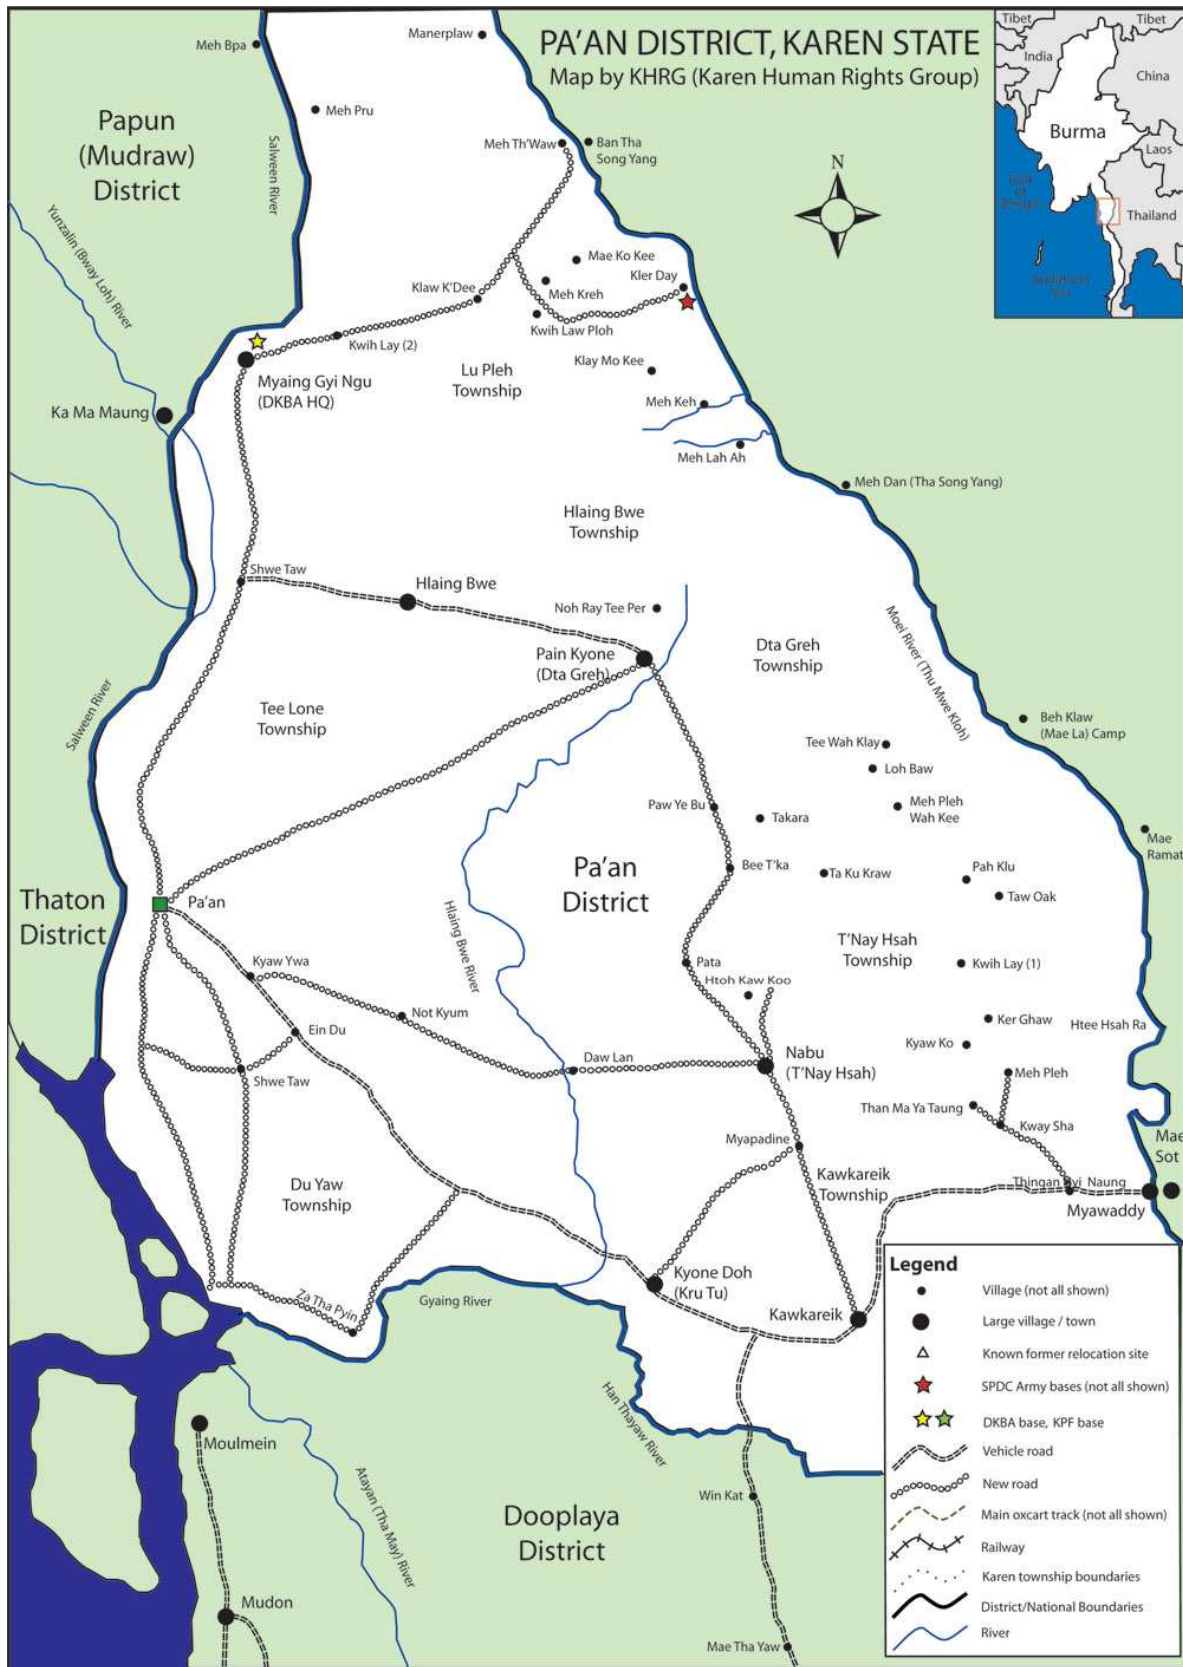 PA'AN DISTRICT, KAREN STATE
Map by KHRG (Karen Human Rights Group)
Meh Bpa
Manerplaw
Tibet
Tibet
India
China
Burma
Laos
Thailand
Papun
(Mudraw)
District
Salween River
Meh Pru
Meh Th'Waw
Ban Tha
Song Yang
N
Yunzalin (Bway Loh) River
Mae Ko Kee
Kler Day
Klaw K'Dee
Meh Kreh
Kwih Law Ploh
Kwih Lay (2)
Klay Mo Kee
Lu Pleh
Township
Myaing Gyi Ngu
(DKBA HQ)
Ka Ma Maung
Meh Keh
Meh Lah Ah
Meh Dan (Tha Song Yang)
Hlaing Bwe
Township
Shwe Taw
Hlaing Bwe
Noh Ray Tee Per
Pain Kyone
(Dta Greh)
Dta Greh
Township
Moei River (Thu Mwe Kloh)
Salween River
Tee Lone
Township
Beh Klaw
(Mae La) Camp
Tee Wah Klay
Loh Baw
Meh Pleh
Wah Kee
Paw Ye Bu
Takara
Mae
Ramat
Pa'an
District
Bee T'ka
Ta Ku Kraw
Pah Klu
Taw Oak
Thaton
District
Pa'an
Hlaing Bwe River
T'Nay Hsah
Township
Kyaw Ywa
Pata
Kwih Lay (1)
Htoh Kaw Koo
Not Kyum
Ein Du
Ker Ghaw
Htee Hsah Ra
Kyaw Ko
Daw Lan
Nabu
(T'Nay Hsah)
Shwe Taw
Meh Pleh
Than Ma Ya Taung
Kway Sha
Myapadine
Mae
Sot
Kawkareik
Township
Du Yaw
Township
Thingan Nyi Naung
Myawaddy
Kyone Doh
(Kru Tu)
Za Tha Pyin
Gyaing River
Kawkareik
Han Thayaw River
Moulmein
Atayan (Tha May) River
Win Kat
Dooplaya
District
Mudon
Mae Tha Yaw
Legend
Village (not all shown)
Large village / town
Known former relocation site
SPDC Army bases (not all shown)
DKBA base, KPF base
Vehicle road
New road
Main oxcart track (not all shown)
Railway
Karen township boundaries
District/National Boundaries
River